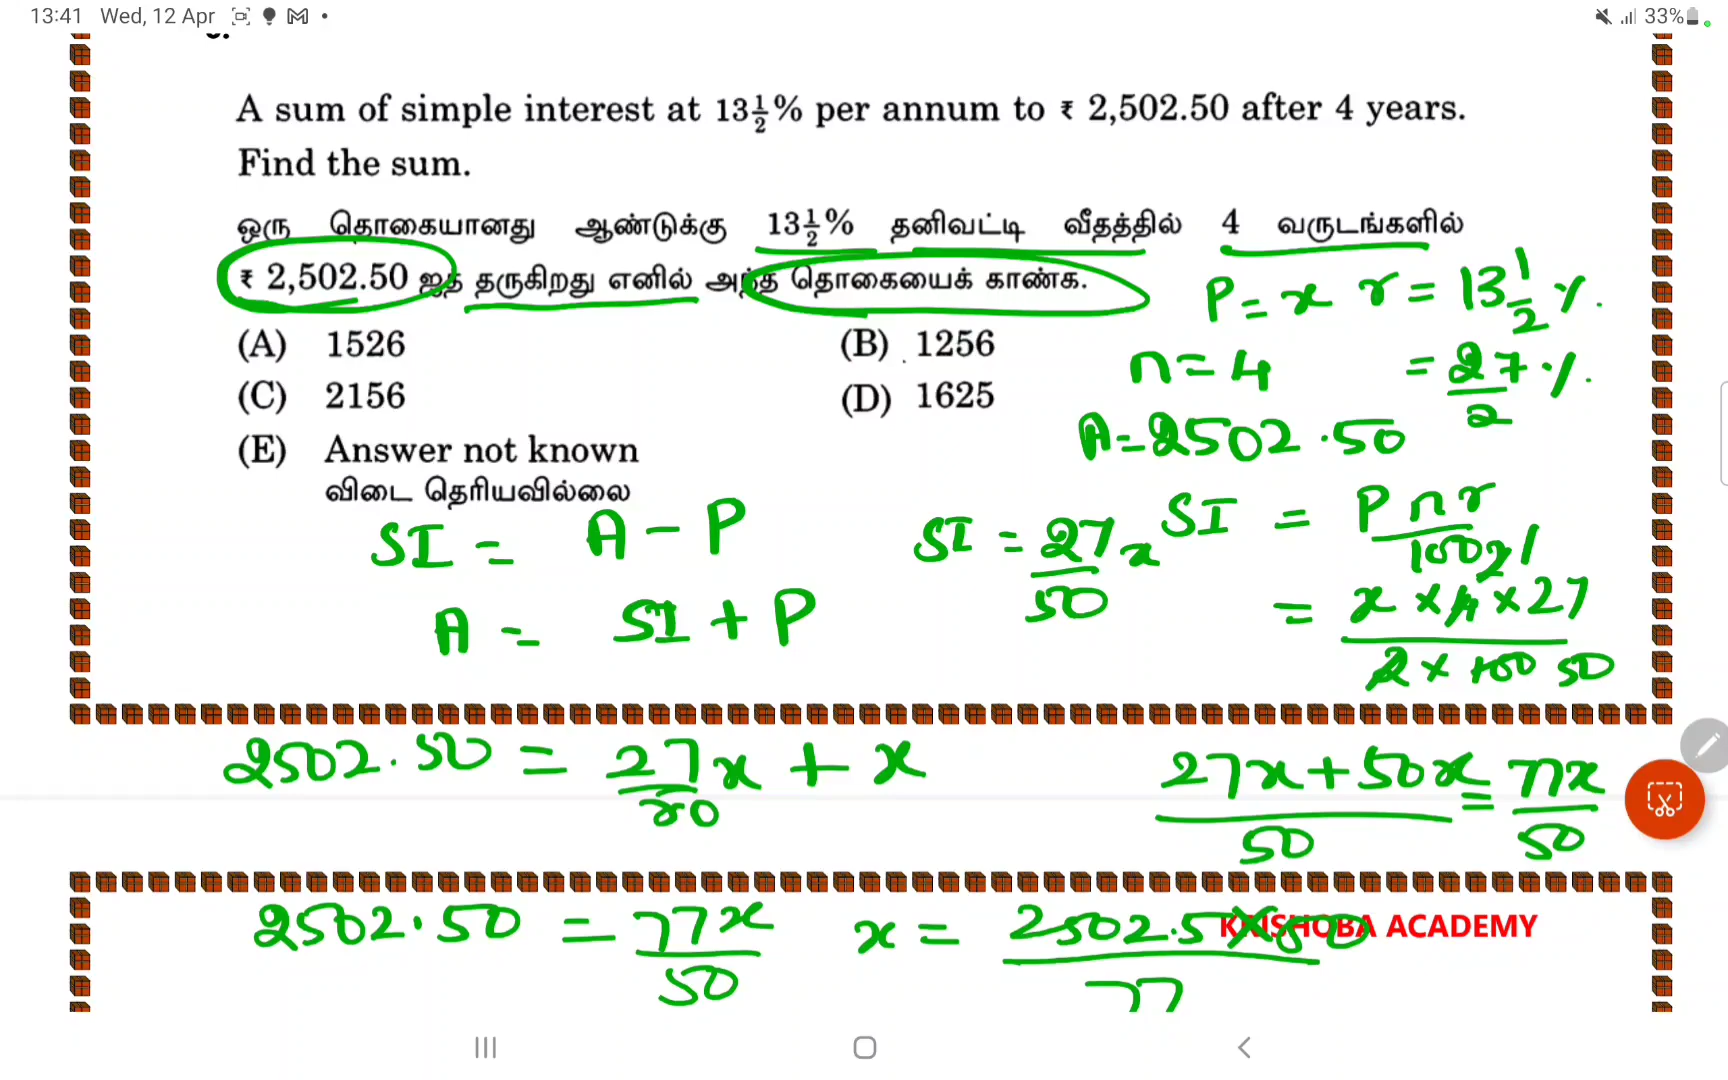 13:41 Wed, 12 Apr
33%
A sum of simple interest at 13½% per annum to ₹ 2,502.50 after 4 years.
Find the sum.
ஒரு தொகையானது ஆண்டுக்கு 13½% தனிவட்டி வீதத்தில் 4 வருடங்களில்
₹ 2,502.50 ஐத் தருகிறது எனில் அந்த தொகையைக் காண்க.
(A) 1526 (B) 1256
(C) 2156 (D) 1625
(E) Answer not known
விடை தெரியவில்லை
P = x r = 13 1/2 %.
n = 4 = 27/2 %.
A = 2502.50
SI = A - P
SI = 27/50 x
SI = Pnr/100
A = SI + P
= x × 4 × 27 / 2 × 100 50
2502.50 = 27/50 x + x
27x + 50x / 50 = 77x/50
2502.50 = 77x/50
x = 2502.5 × 50 / 77
KRISHOBA ACADEMY